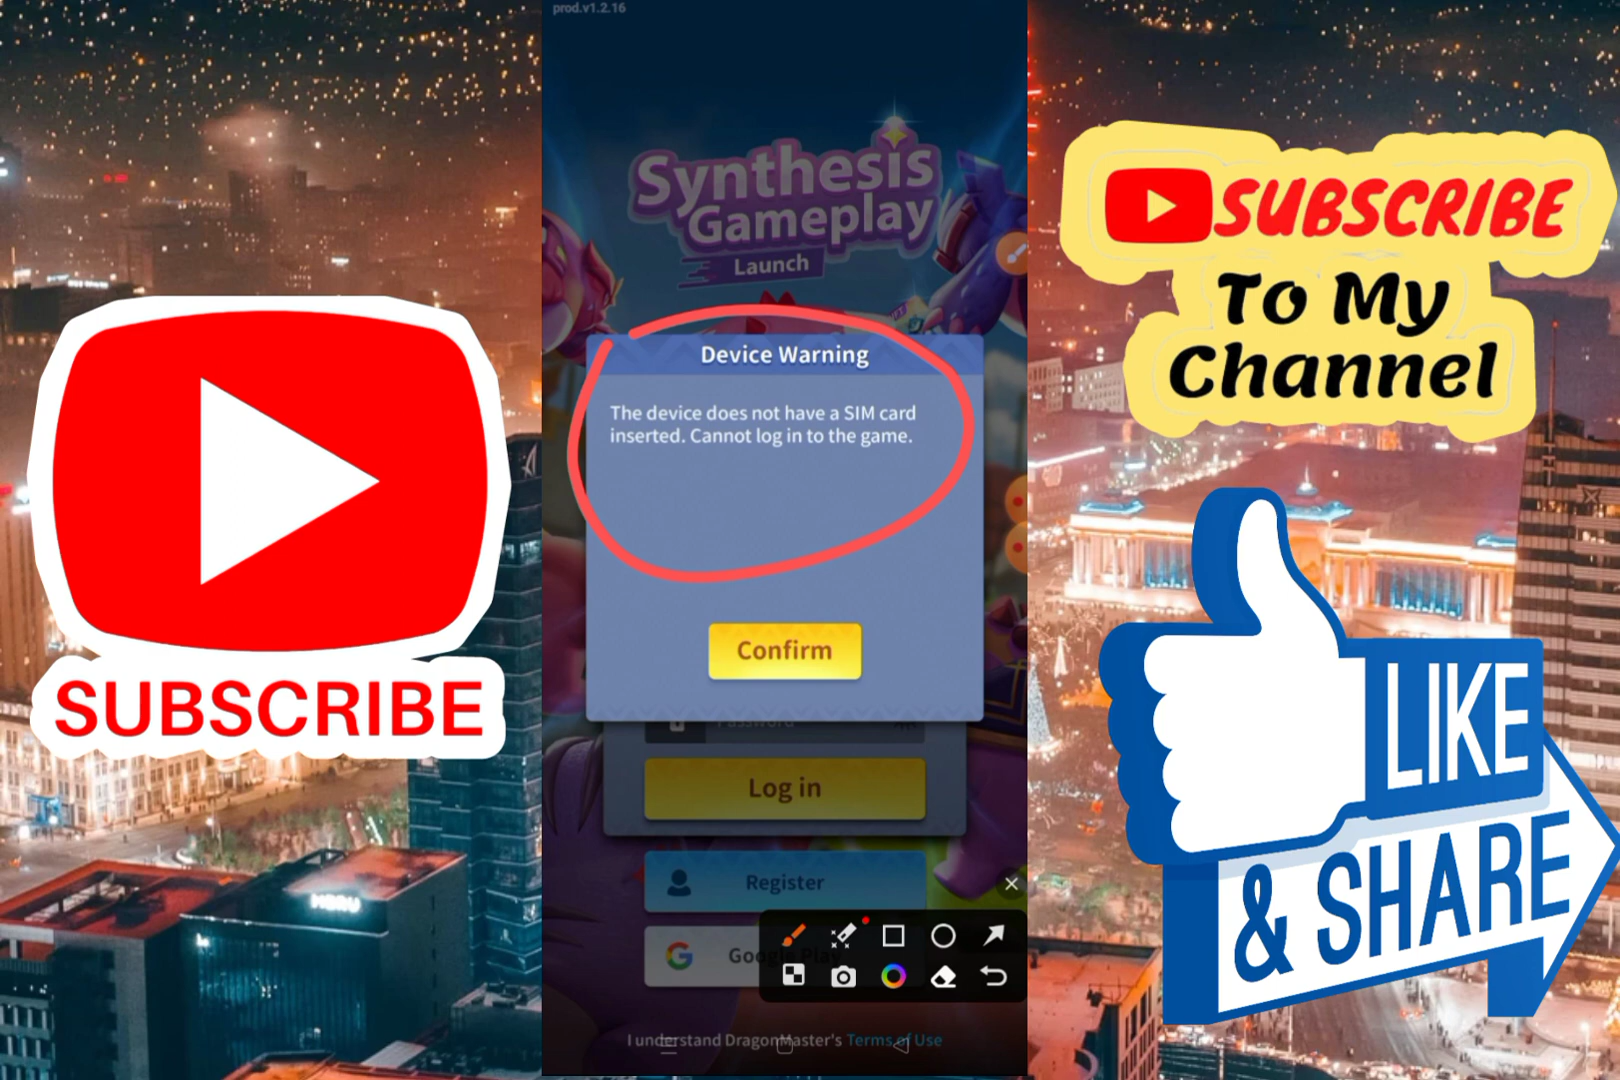 prod.v1.2.16
Synthesis
Gameplay
Launch
Device Warning
The device does not have a SIM card
inserted. Cannot log in to the game.
Confirm
Password
Log in
Register
I understand DragonMaster's Terms of Use
SUBSCRIBE
SUBSCRIBE
To My
Channel
LIKE
& SHARE